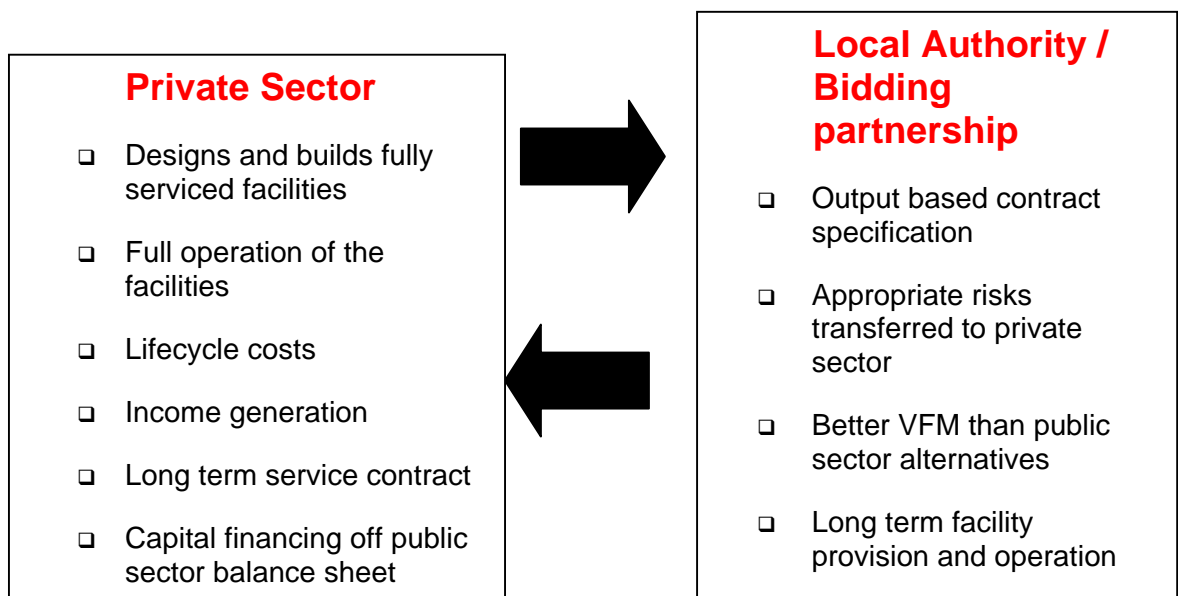 Private Sector
❑ Designs and builds fully
serviced facilities
❑ Full operation of the
facilities
❑ Lifecycle costs
❑ Income generation
❑ Long term service contract
❑ Capital financing off public
sector balance sheet
Local Authority /
Bidding
partnership
❑ Output based contract
specification
❑ Appropriate risks
transferred to private
sector
❑ Better VFM than public
sector alternatives
❑ Long term facility
provision and operation